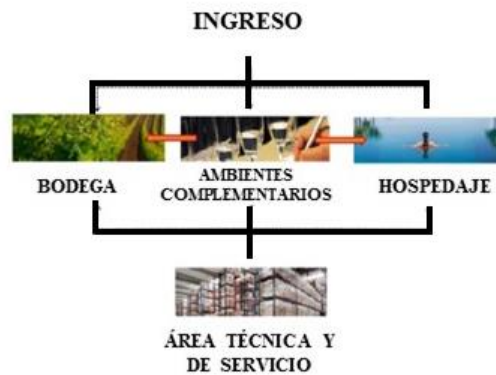 INGRESO
BODEGA
AMBIENTES
COMPLEMENTARIOS
HOSPEDAJE
ÁREA TÉCNICA Y
DE SERVICIO